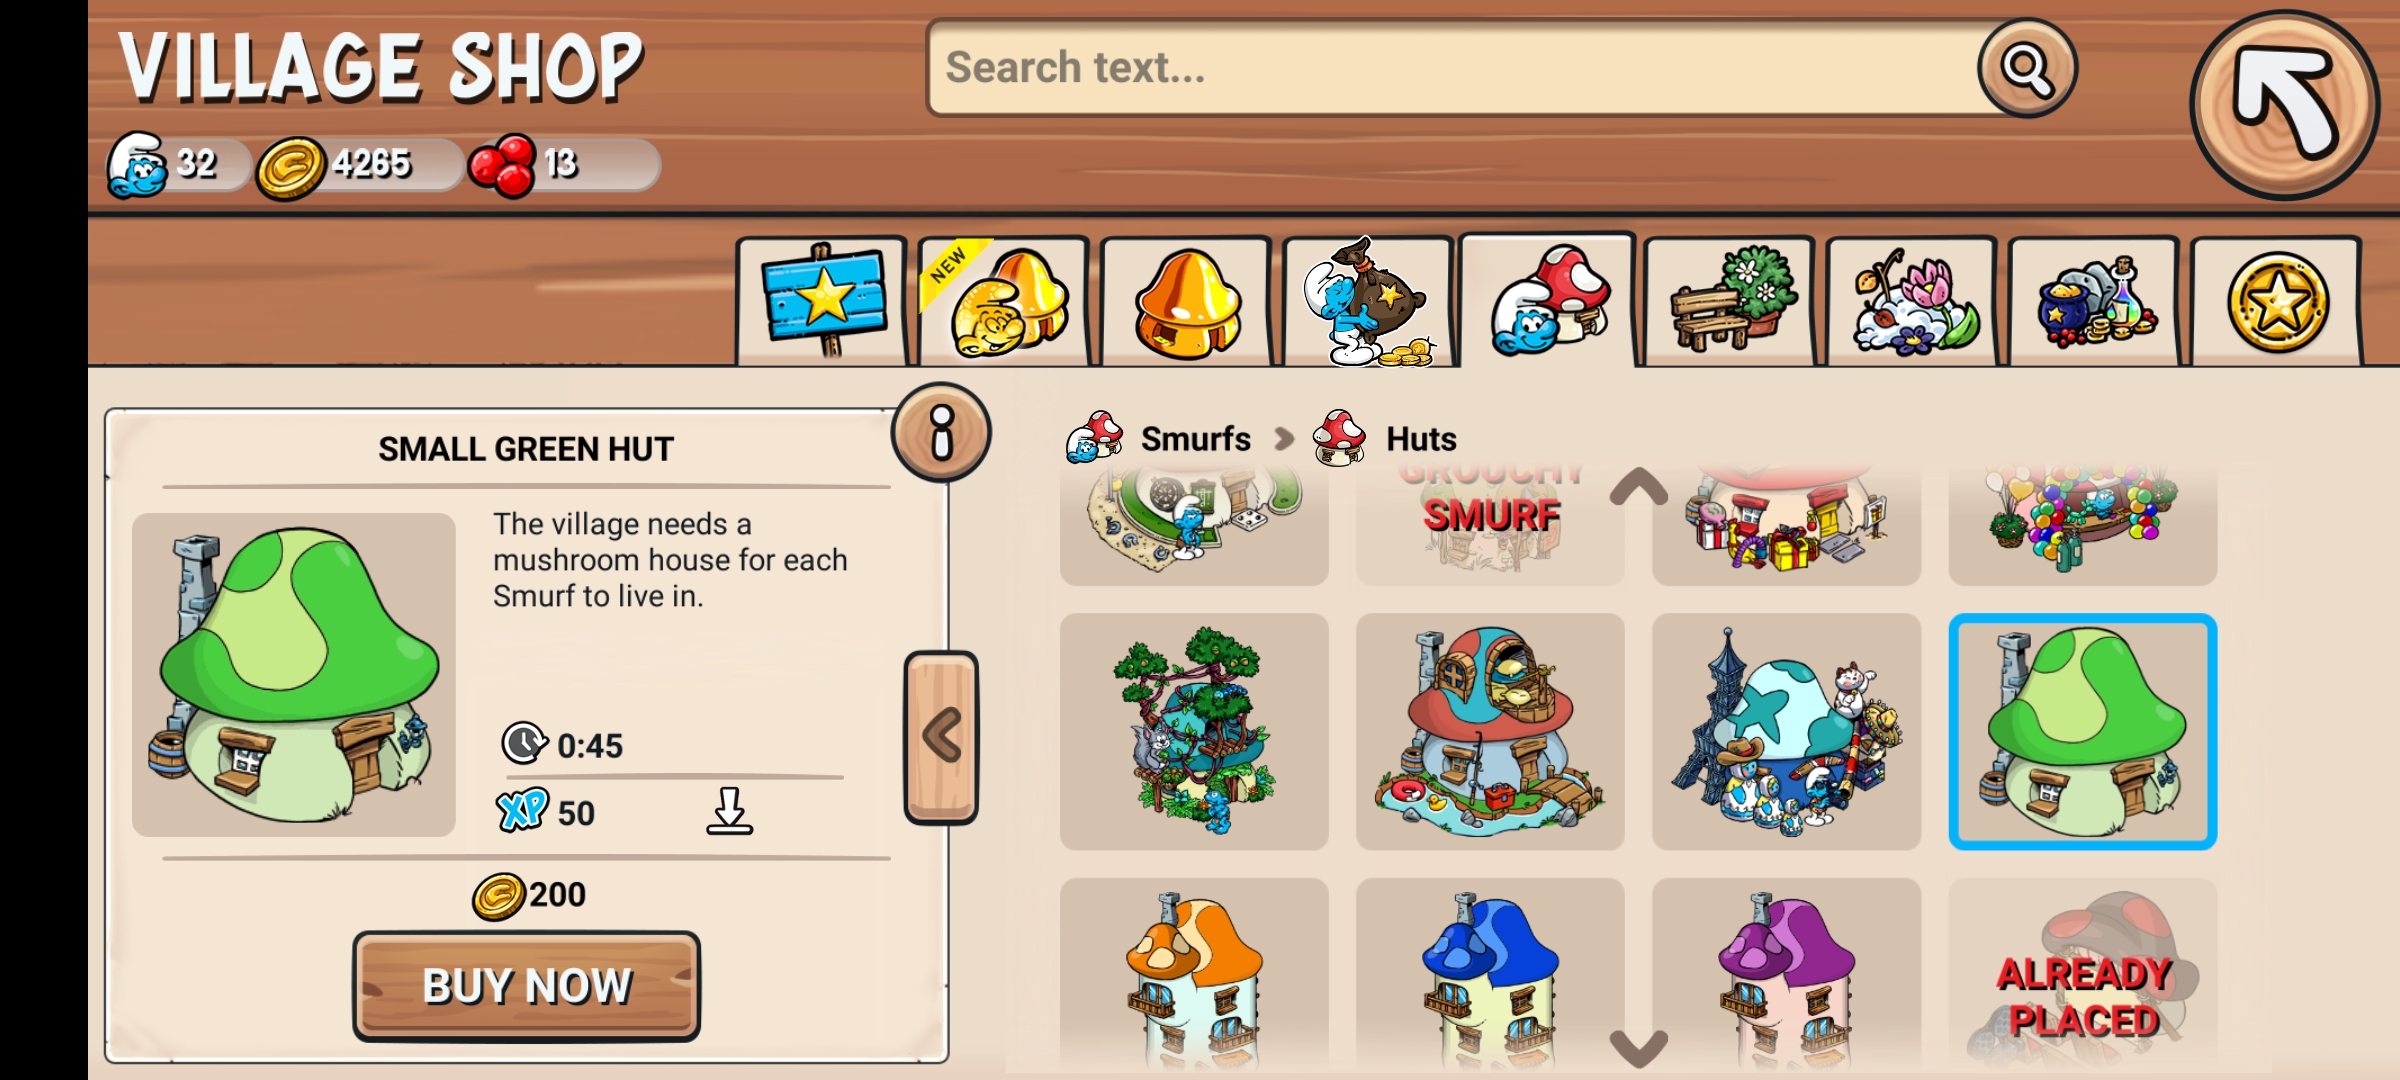 VILLAGE SHOP
Search text...
32
4265
13
NEW
SMALL GREEN HUT
The village needs a
mushroom house for each
Smurf to live in.
0:45
XP 50
200
BUY NOW
Smurfs
Huts
GROUCHY
SMURF
ALREADY
PLACED